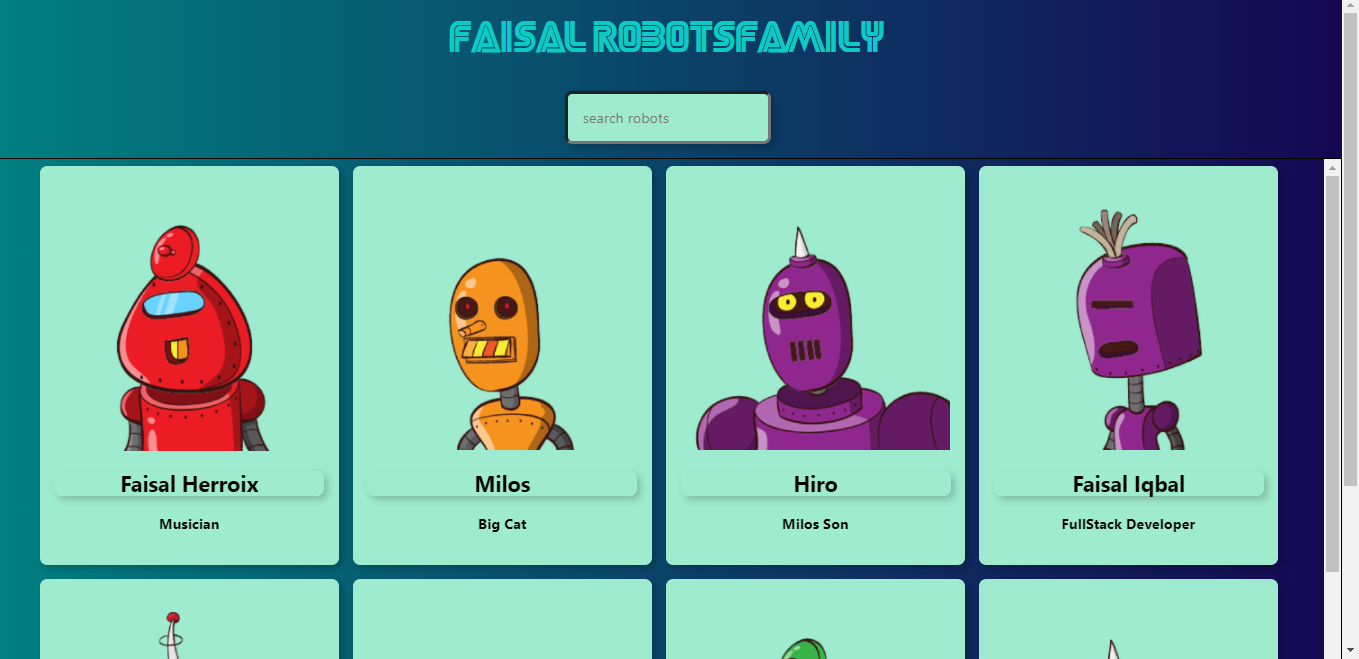 FAISAL ROBOTSFAMILY
search robots
Faisal Herroix
Musician
Milos
Big Cat
Hiro
Milos Son
Faisal Iqbal
FullStack Developer